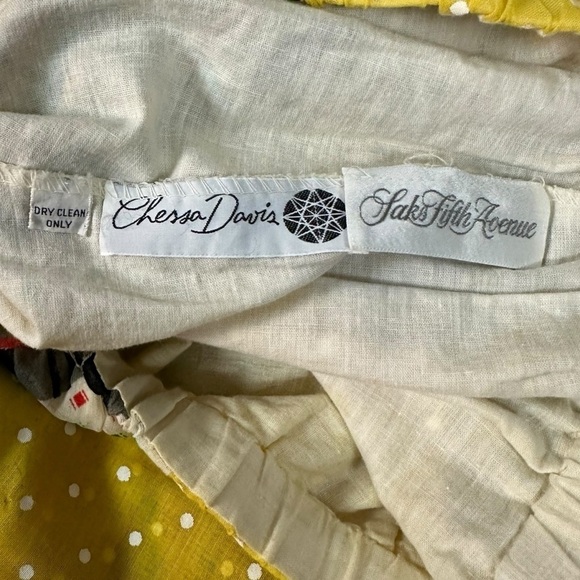 DRY CLEAN
ONLY
Chessa Davis
Saks Fifth Avenue